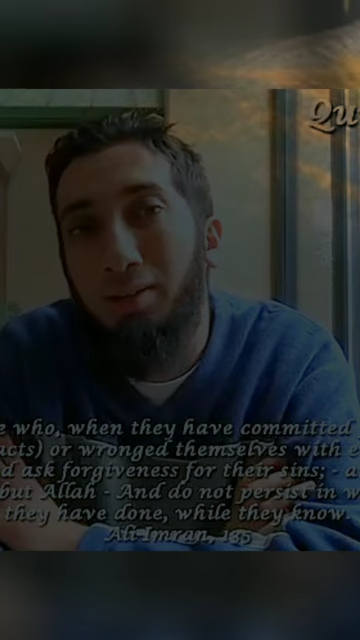 Qu
e who, when they have committed
acts) or wronged themselves with e
d ask forgiveness for their sins; - a
but Allah - And do not persist in w
they have done, while they know.
Ali Imran, 135